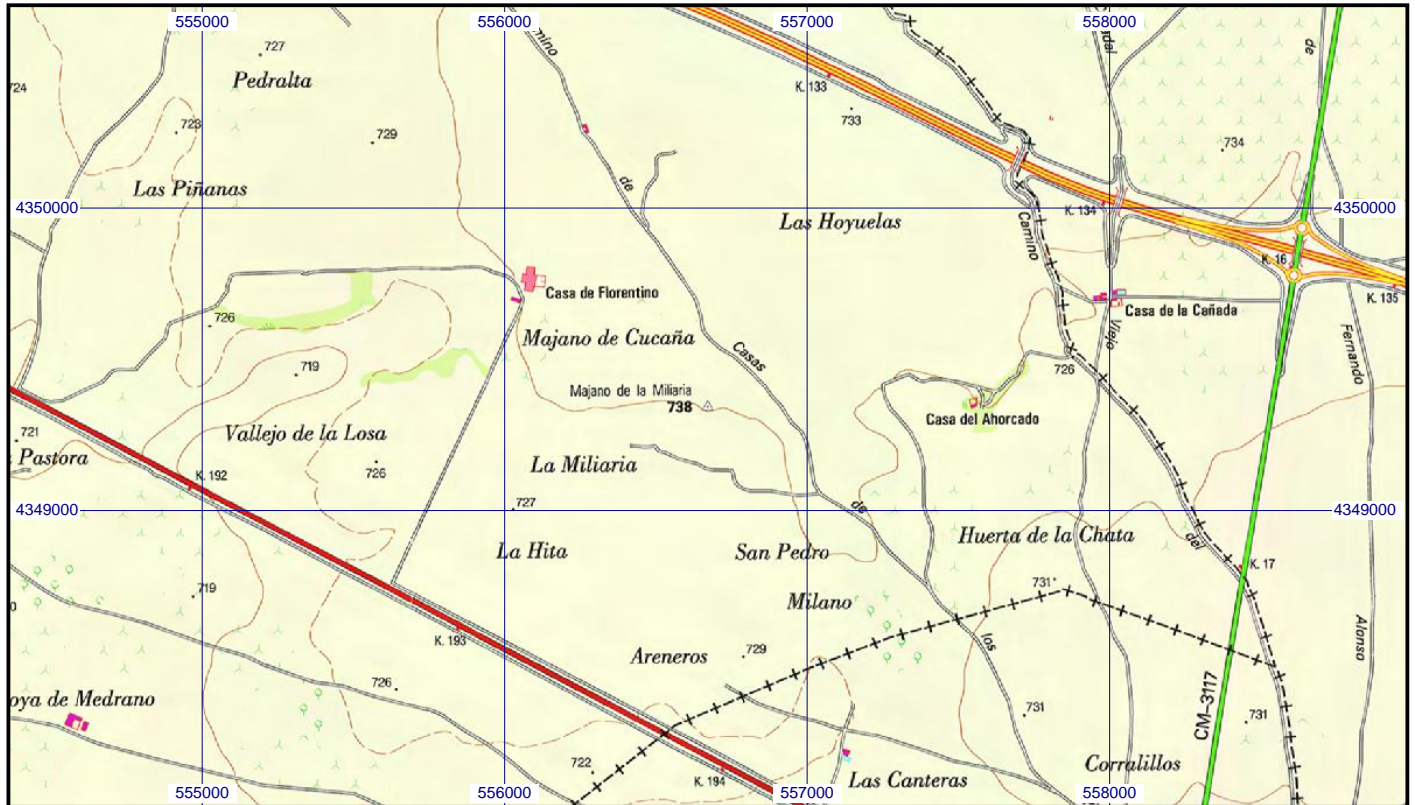 555000
556000
557000
558000
mino
dal
de
727
Pedralta
724
K. 133
723
733
729
734
de
Las Piñanas
4350000
4350000
K. 134
Las Hoyuelas
Camino
K. 16
Casa de Florentino
K. 135
Casa de la Cañada
726
Majano de Cucaña
Viejo
Fernando
Casas
719
726
Majano de la Miliaria
738
Casa del Ahorcado
721
Vallejo de la Losa
Pastora
La Miliaria
726
K. 192
727
de
4349000
4349000
La Hita
San Pedro
Huerta de la Chata
del
K. 17
719
731
Milano
0
K. 193
los
Alonso
Areneros
729
726
oya de Medrano
CM-3117
731
731
722
K. 194
Las Canteras
Corralillos
555000
556000
557000
558000